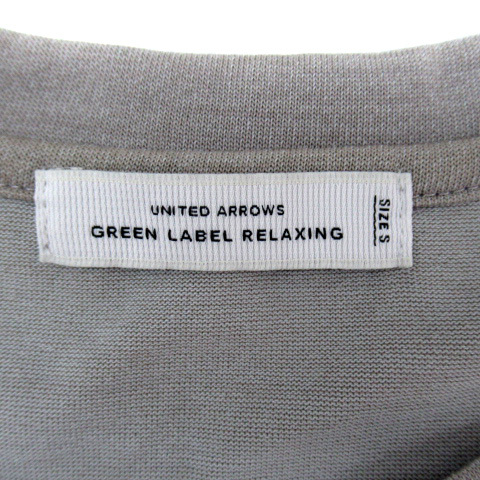 UNITED ARROWS
GREEN LABEL RELAXING
SIZE S